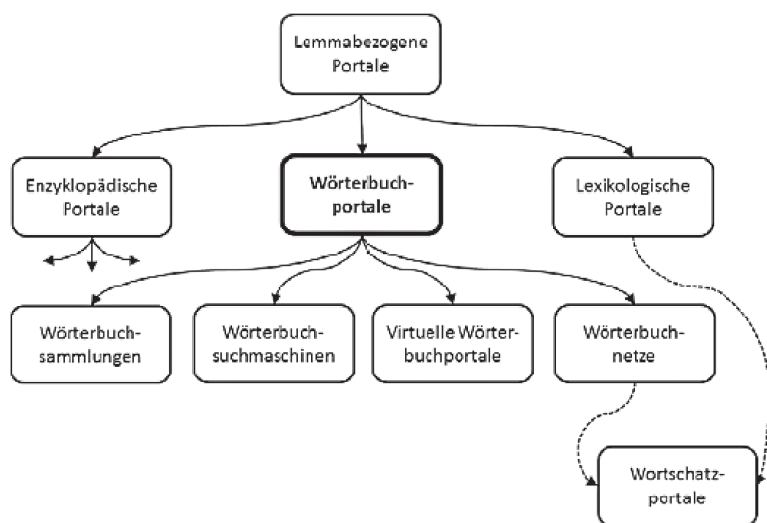 Lemmabezogene
Portale
Enzyklopädische
Portale
Wörterbuch-
portale
Lexikologische
Portale
Wörterbuch-
sammlungen
Wörterbuch-
suchmaschinen
Virtuelle Wörter-
buchportale
Wörterbuch-
netze
Wortschatz-
portale